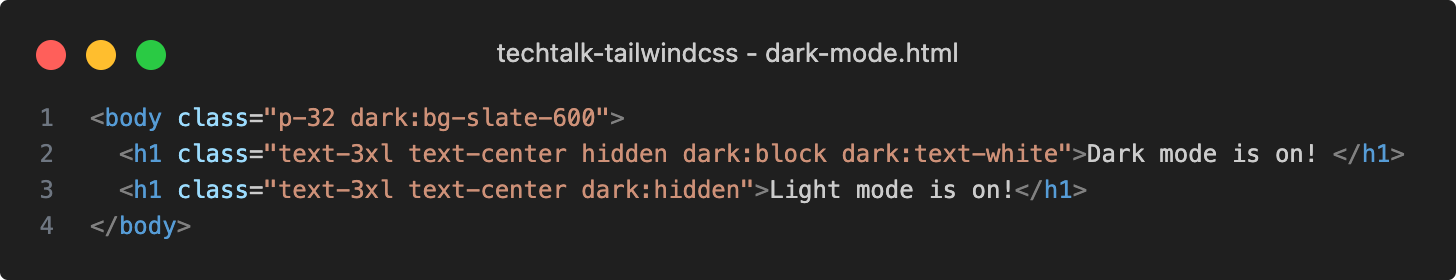 techtalk-tailwindcss - dark-mode.html
1 <body class="p-32 dark:bg-slate-600">
2   <h1 class="text-3xl text-center hidden dark:block dark:text-white">Dark mode is on! </h1>
3   <h1 class="text-3xl text-center dark:hidden">Light mode is on!</h1>
4 </body>